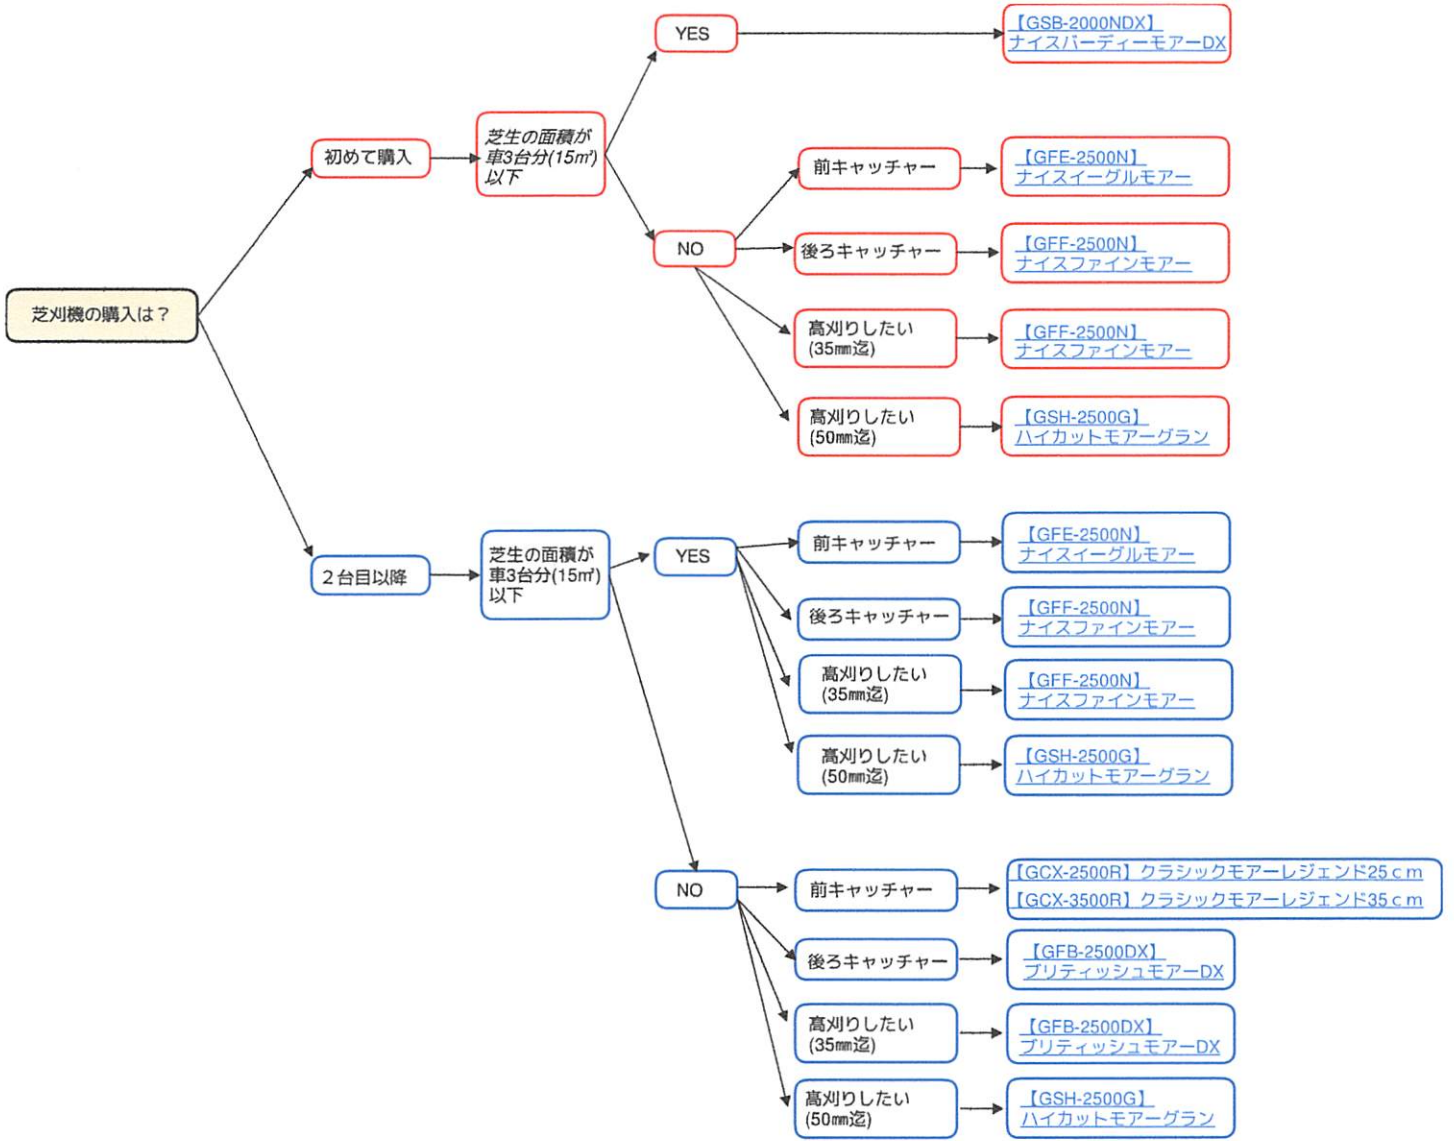 芝刈機の購入は？
初めて購入
芝生の面積が
車3台分(15㎡)
以下
YES
【GSB-2000NDX】
ナイスバーディーモアーDX
NO
前キャッチャー
【GFE-2500N】
ナイスイーグルモアー
後ろキャッチャー
【GFF-2500N】
ナイスファインモアー
高刈りしたい
(35㎜迄)
【GFF-2500N】
ナイスファインモアー
高刈りしたい
(50㎜迄)
【GSH-2500G】
ハイカットモアーグラン
２台目以降
芝生の面積が
車3台分(15㎡)
以下
YES
前キャッチャー
【GFE-2500N】
ナイスイーグルモアー
後ろキャッチャー
【GFF-2500N】
ナイスファインモアー
高刈りしたい
(35㎜迄)
【GFF-2500N】
ナイスファインモアー
高刈りしたい
(50㎜迄)
【GSH-2500G】
ハイカットモアーグラン
NO
前キャッチャー
【GCX-2500R】クラシックモアーレジェンド25ｃｍ
【GCX-3500R】クラシックモアーレジェンド35ｃｍ
後ろキャッチャー
【GFB-2500DX】
ブリティッシュモアーDX
高刈りしたい
(35㎜迄)
【GFB-2500DX】
ブリティッシュモアーDX
高刈りしたい
(50㎜迄)
【GSH-2500G】
ハイカットモアーグラン